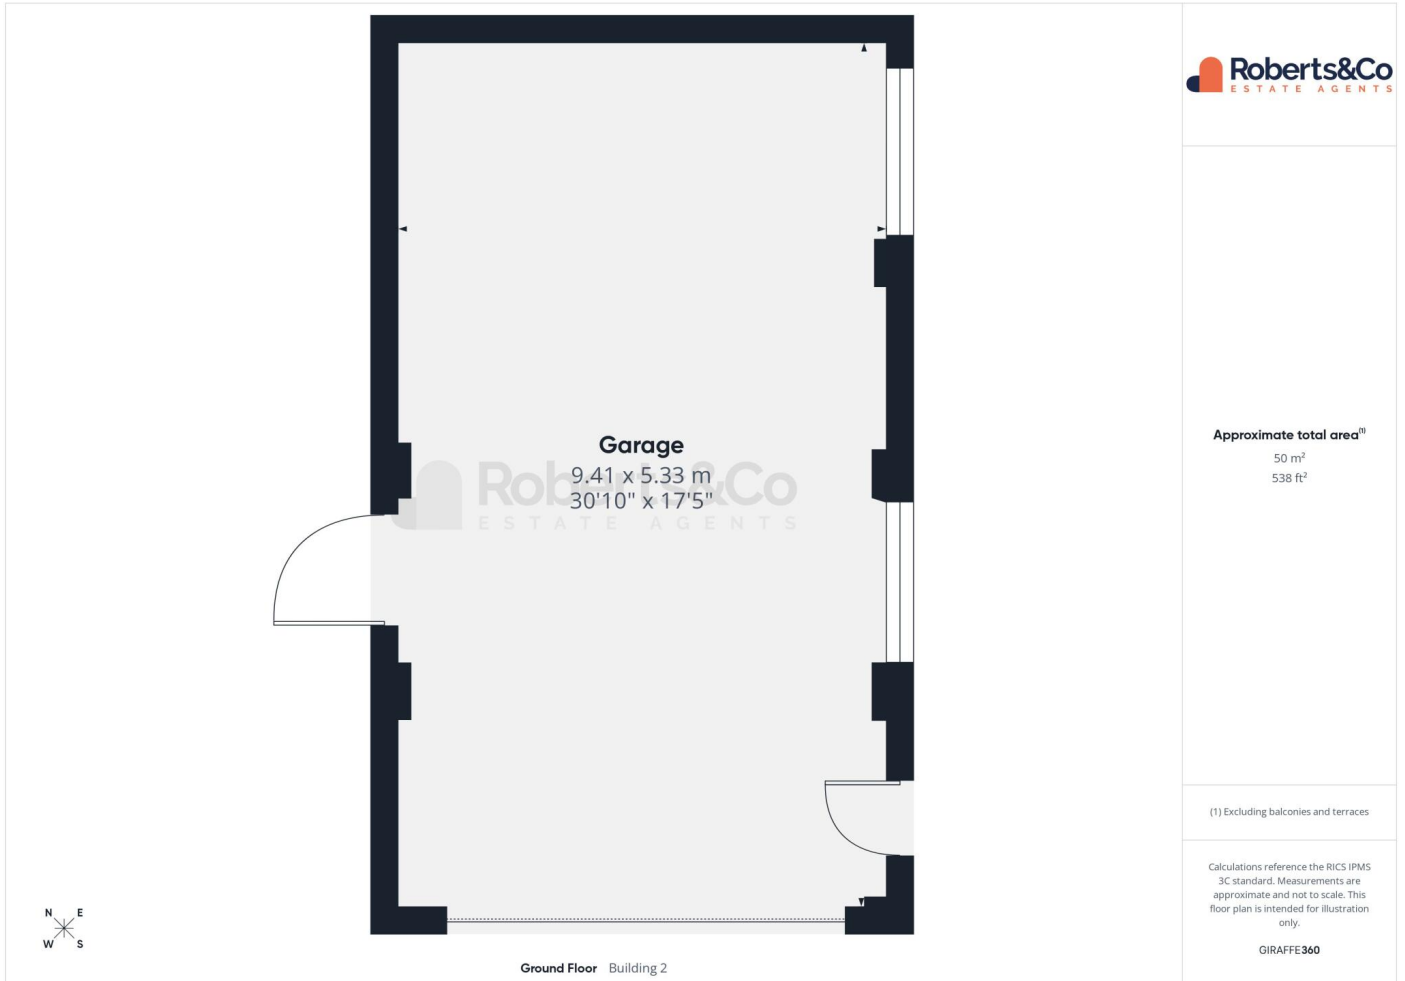 Roberts&Co
ESTATE AGENTS
Garage
9.41 x 5.33 m
30'10" x 17'5"
Roberts&Co
ESTATE AGENTS
Approximate total area(1)
50 m²
538 ft²
(1) Excluding balconies and terraces
Calculations reference the RICS IPMS
3C standard. Measurements are
approximate and not to scale. This
floor plan is intended for illustration
only.
GIRAFFE360
N E
W S
Ground Floor Building 2